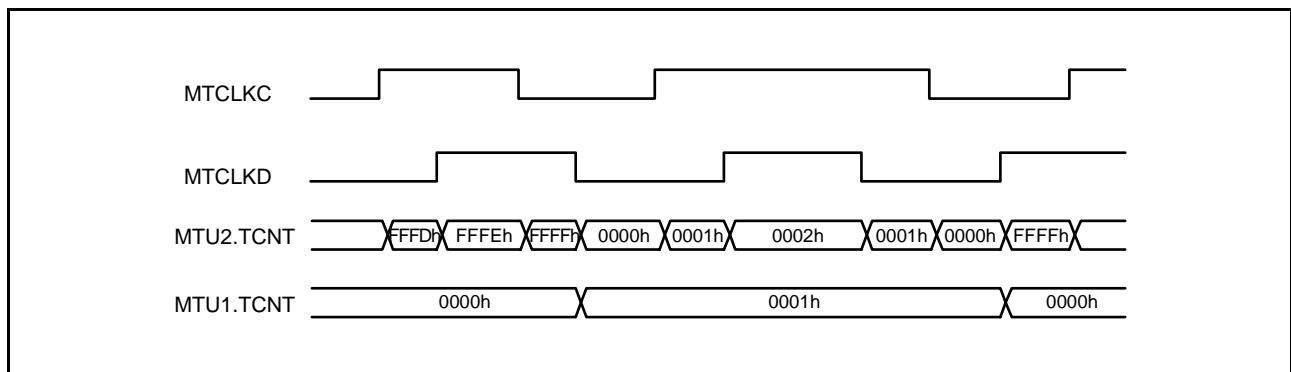 MTCLKC
MTCLKD
MTU2.TCNT FFFDh FFFEh FFFFh 0000h 0001h 0002h 0001h 0000h FFFFh
MTU1.TCNT 0000h 0001h 0000h